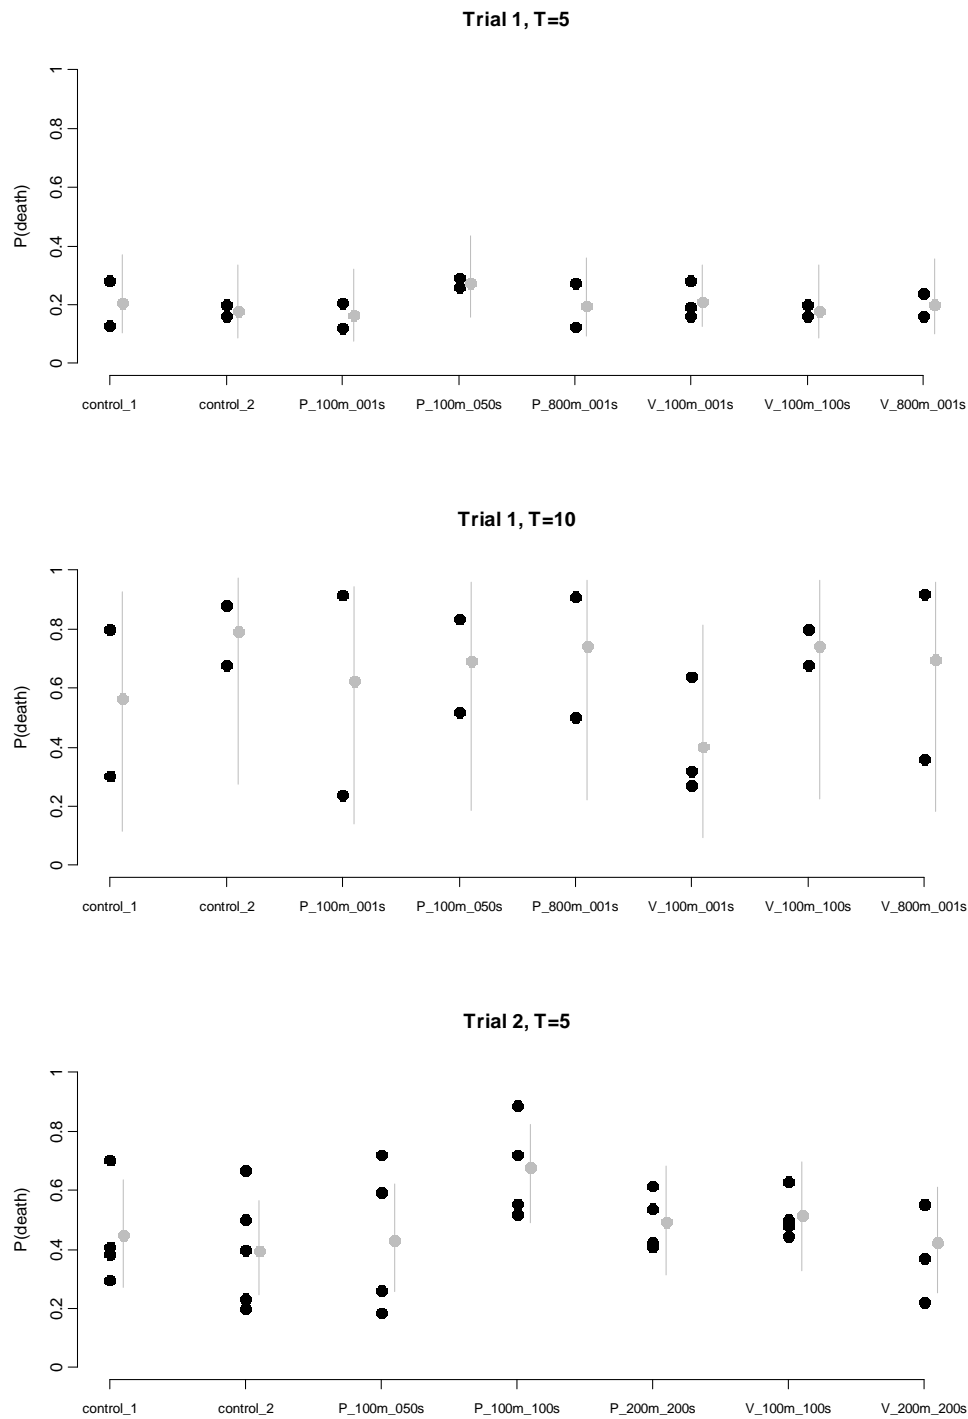 Trial 1, T=5
P(death)
1
0.8
0.6
0.4
0.2
0
control_1 control_2 P_100m_001s P_100m_050s P_800m_001s V_100m_001s V_100m_100s V_800m_001s
Trial 1, T=10
P(death)
1
0.8
0.6
0.4
0.2
0
control_1 control_2 P_100m_001s P_100m_050s P_800m_001s V_100m_001s V_100m_100s V_800m_001s
Trial 2, T=5
P(death)
1
0.8
0.6
0.4
0.2
0
control_1 control_2 P_100m_050s P_100m_100s P_200m_200s V_100m_100s V_200m_200s